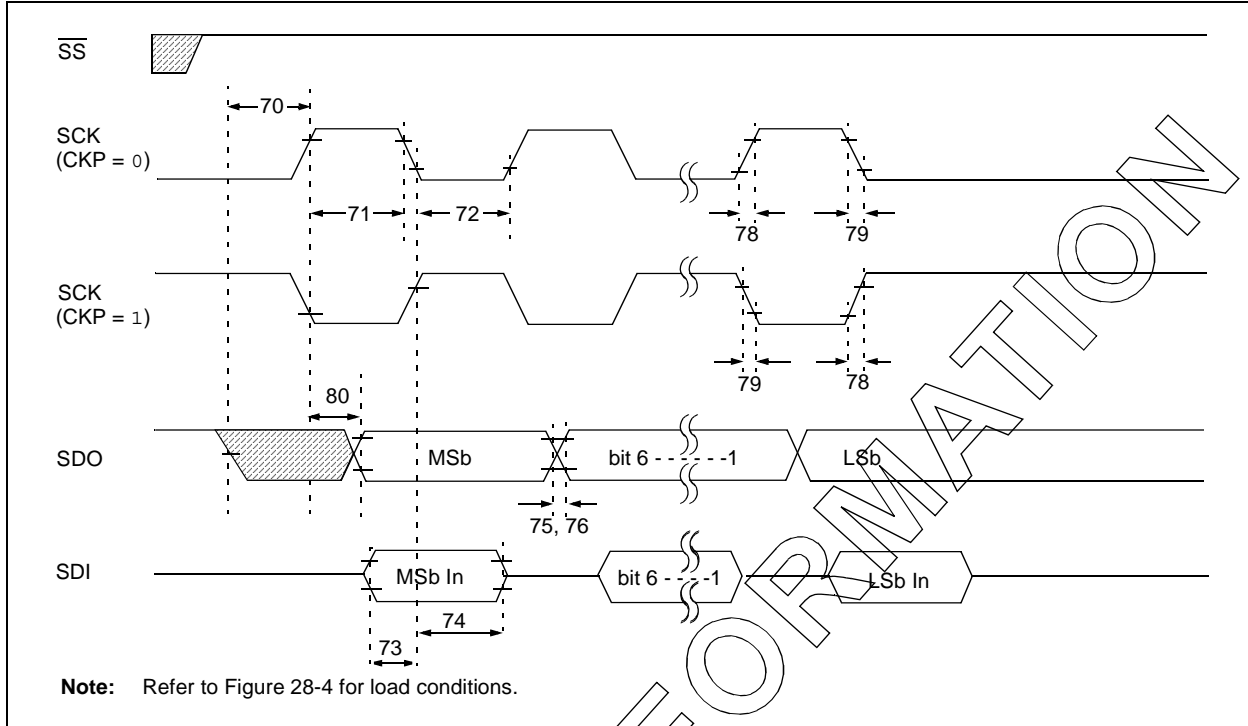 SS
70
SCK
(CKP = 0)
71
72
78
79
SCK
(CKP = 1)
79
78
80
SDO
MSb
bit 6 - - - - - -1
LSb
75, 76
SDI
MSb In
bit 6 - - - - -1
LSb In
74
73
Note: Refer to Figure 28-4 for load conditions.
FORMATION